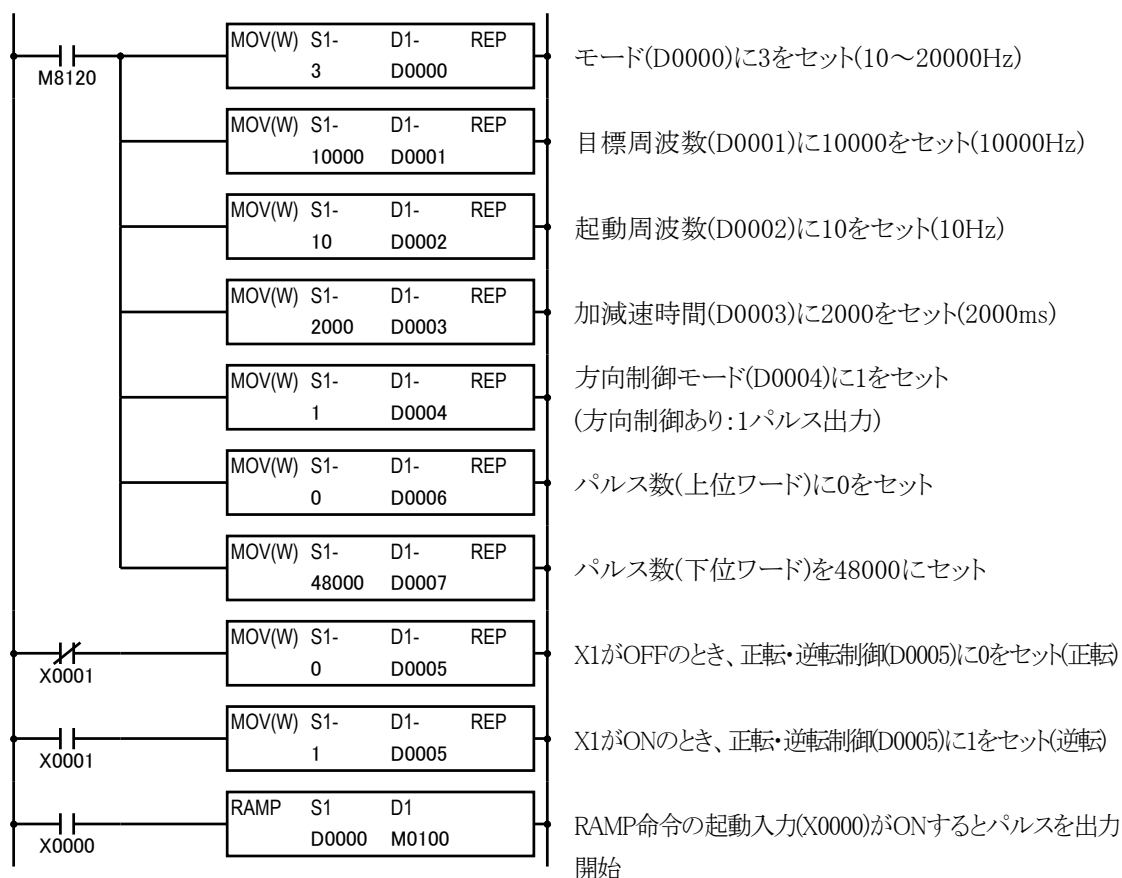 MOV(W) S1- D1- REP
3 D0000
M8120
モード(D0000)に3をセット(10～20000Hz)
MOV(W) S1- D1- REP
10000 D0001
目標周波数(D0001)に10000をセット(10000Hz)
MOV(W) S1- D1- REP
10 D0002
起動周波数(D0002)に10をセット(10Hz)
MOV(W) S1- D1- REP
2000 D0003
加減速時間(D0003)に2000をセット(2000ms)
MOV(W) S1- D1- REP
1 D0004
方向制御モード(D0004)に1をセット
(方向制御あり:1パルス出力)
MOV(W) S1- D1- REP
0 D0006
パルス数(上位ワード)に0をセット
MOV(W) S1- D1- REP
48000 D0007
パルス数(下位ワード)を48000にセット
MOV(W) S1- D1- REP
0 D0005
X0001
X1がOFFのとき、正転・逆転制御(D0005)に0をセット(正転)
MOV(W) S1- D1- REP
1 D0005
X0001
X1がONのとき、正転・逆転制御(D0005)に1をセット(逆転)
RAMP S1 D1
D0000 M0100
X0000
RAMP命令の起動入力(X0000)がONするとパルスを出力
開始